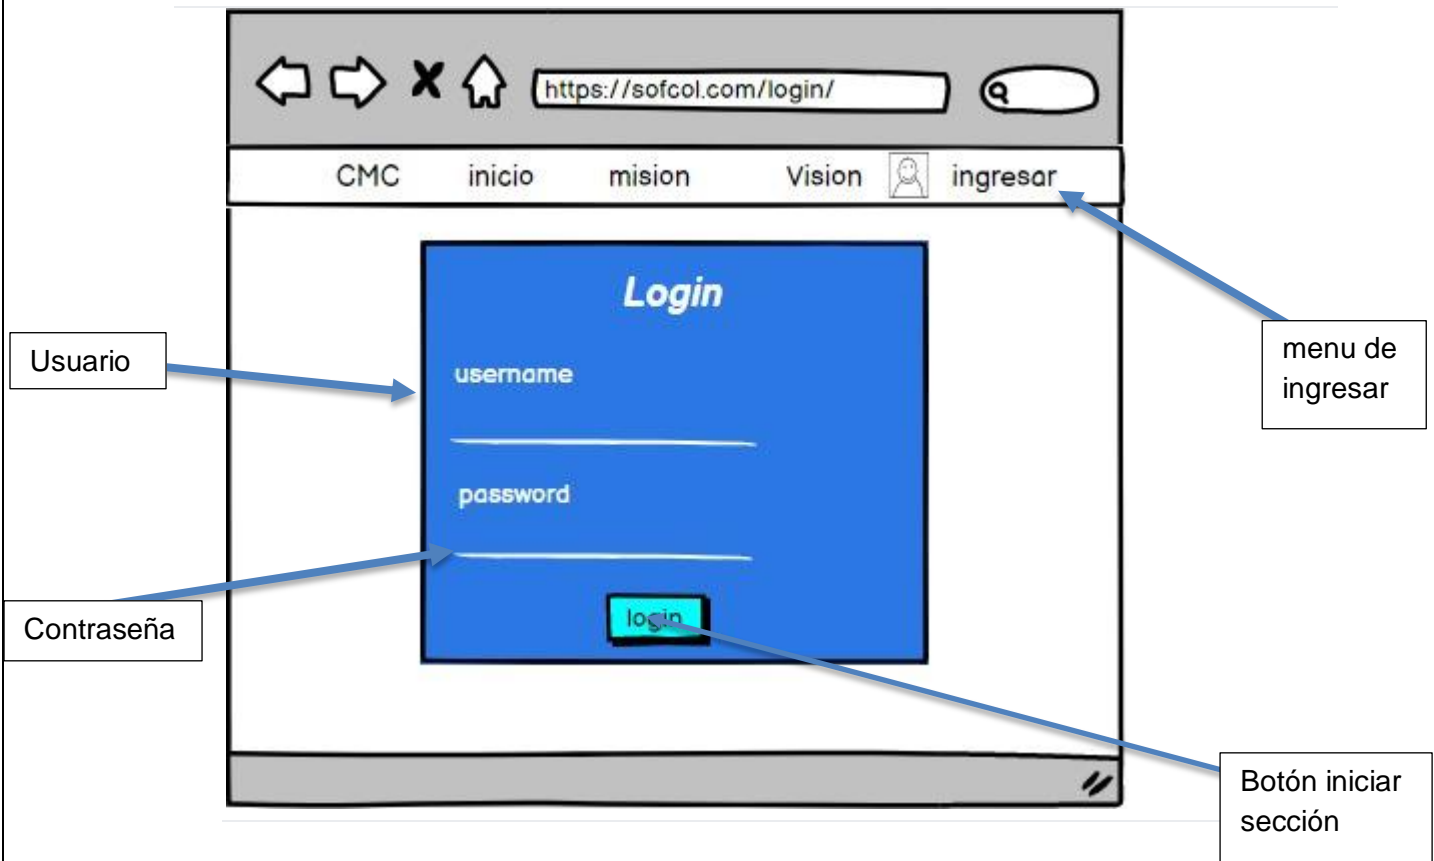 https://sofcol.com/login/
CMC inicio mision Vision ingresar
Login
Usuario
username
menu de
ingresar
password
Contraseña
login
Botón iniciar
sección